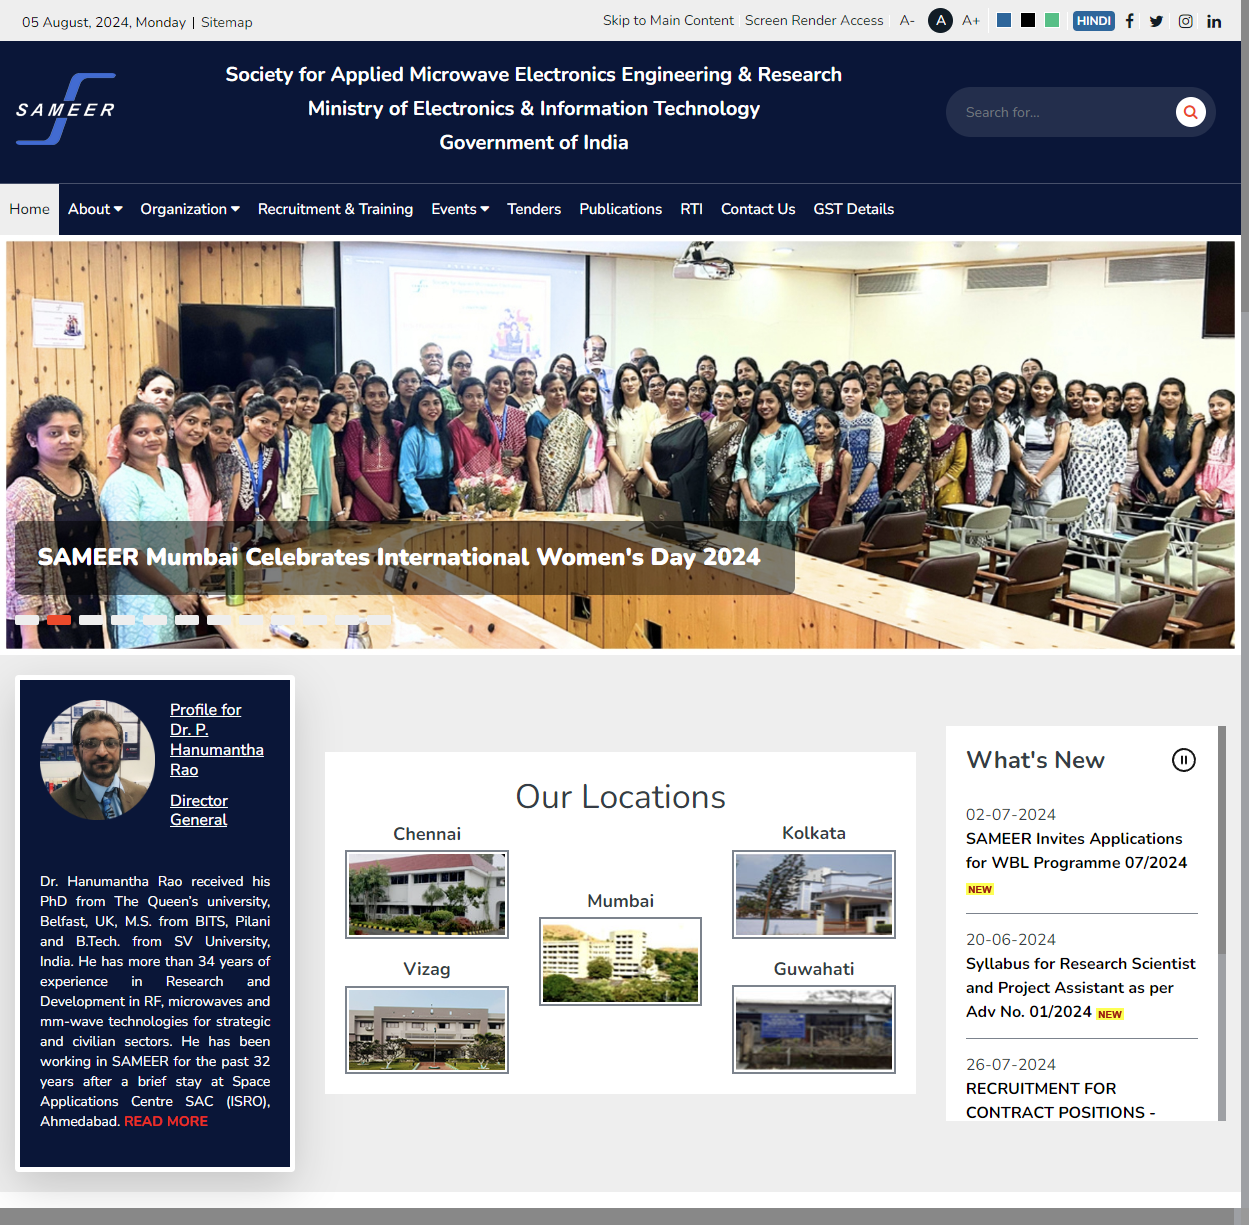 05 August, 2024, Monday | Sitemap
Skip to Main Content Screen Render Access A- A A+ HINDI
SAMEER
Society for Applied Microwave Electronics Engineering & Research
Ministry of Electronics & Information Technology
Government of India
Search for...
Home About Organization Recruitment & Training Events Tenders Publications RTI Contact Us GST Details
SAMEER Mumbai Celebrates International Women's Day 2024
Profile for
Dr. P.
Hanumantha
Rao
Director
General
Dr. Hanumantha Rao received his
PhD from The Queen's university,
Belfast, UK, M.S. from BITS, Pilani
and B.Tech. from SV University,
India. He has more than 34 years of
experience in Research and
Development in RF, microwaves and
mm-wave technologies for strategic
and civilian sectors. He has been
working in SAMEER for the past 32
years after a brief stay at Space
Applications Centre SAC (ISRO),
Ahmedabad. READ MORE
Our Locations
Chennai
Kolkata
Mumbai
Vizag
Guwahati
What's New
02-07-2024
SAMEER Invites Applications
for WBL Programme 07/2024
NEW
20-06-2024
Syllabus for Research Scientist
and Project Assistant as per
Adv No. 01/2024 NEW
26-07-2024
RECRUITMENT FOR
CONTRACT POSITIONS -